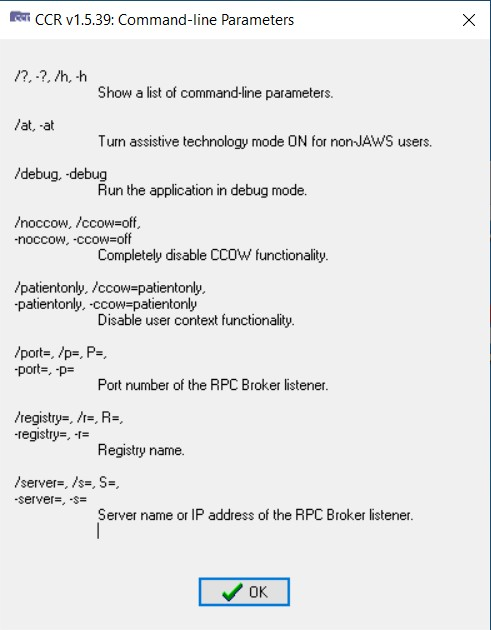 CCR v1.5.39: Command-line Parameters
/?, -?, /h, -h
Show a list of command-line parameters.
/at, -at
Turn assistive technology mode ON for non-JAWS users.
/debug, -debug
Run the application in debug mode.
/noccow, /ccow=off,
-noccow, -ccow=off
Completely disable CCOW functionality.
/patientonly, /ccow=patientonly,
-patientonly, -ccow=patientonly
Disable user context functionality.
/port=, /p=, P=,
-port=, -p=
Port number of the RPC Broker listener.
/registry=, /r=, R=,
-registry=, -r=
Registry name.
/server=, /s=, S=,
-server=, -s=
Server name or IP address of the RPC Broker listener.
OK